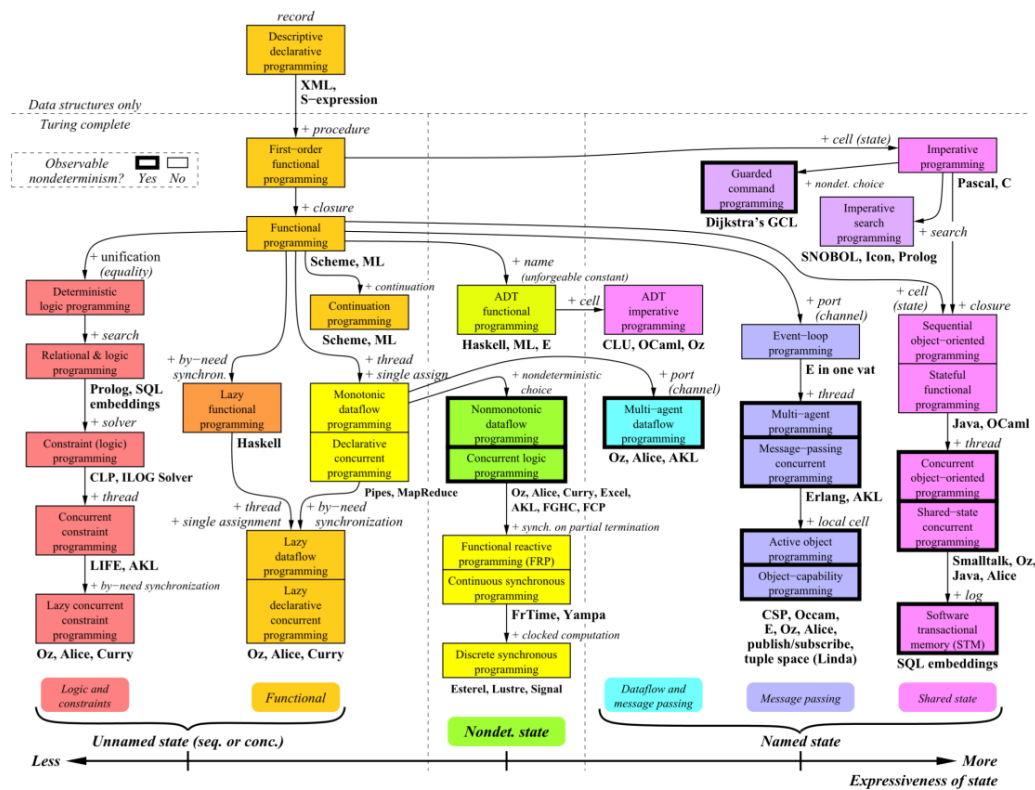 record
Descriptive
declarative
programming
XML,
S−expression
Data structures only
Turing complete
+ procedure
Observable
nondeterminism?
Yes
No
First−order
functional
programming
+ cell (state)
Imperative
programming
Pascal, C
Guarded
command
programming
+ nondet. choice
Dijkstra's GCL
Imperative
search
programming
+ search
SNOBOL, Icon, Prolog
+ closure
Functional
programming
Scheme, ML
+ unification
(equality)
Deterministic
logic programming
+ search
Relational & logic
programming
Prolog, SQL
embeddings
+ solver
Constraint (logic)
programming
CLP, ILOG Solver
+ thread
Concurrent
constraint
programming
LIFE, AKL
+ by−need synchronization
Lazy concurrent
constraint
programming
Oz, Alice, Curry
+ continuation
Continuation
programming
Scheme, ML
+ by−need
synchron.
Lazy
functional
programming
Haskell
+ thread
+ single assign.
Monotonic
dataflow
programming
Declarative
concurrent
programming
Pipes, MapReduce
+ thread
+ single assignment
+ by−need
synchronization
Lazy
dataflow
programming
Lazy
declarative
concurrent
programming
Oz, Alice, Curry
+ name
(unforgeable constant)
ADT
functional
programming
Haskell, ML, E
+ cell
ADT
imperative
programming
CLU, OCaml, Oz
+ nondeterministic
choice
Nonmonotonic
dataflow
programming
Concurrent logic
programming
Oz, Alice, Curry, Excel,
AKL, FGHC, FCP
+ synch. on partial termination
Functional reactive
programming (FRP)
Continuous synchronous
programming
FrTime, Yampa
+ clocked computation
Discrete synchronous
programming
Esterel, Lustre, Signal
+ port
(channel)
Multi−agent
dataflow
programming
Oz, Alice, AKL
+ port
(channel)
Event−loop
programming
E in one vat
+ thread
Multi−agent
programming
Message−passing
concurrent
programming
Erlang, AKL
+ local cell
Active object
programming
Object−capability
programming
CSP, Occam,
E, Oz, Alice,
publish/subscribe,
tuple space (Linda)
+ cell
(state)
+ closure
Sequential
object−oriented
programming
Stateful
functional
programming
Java, OCaml
+ thread
Concurrent
object−oriented
programming
Shared−state
concurrent
programming
Smalltalk, Oz,
Java, Alice
+ log
Software
transactional
memory (STM)
SQL embeddings
Logic and
constraints
Functional
Dataflow and
message passing
Message passing
Shared state
Unnamed state (seq. or conc.)
Nondet. state
Named state
Less
More
Expressiveness of state